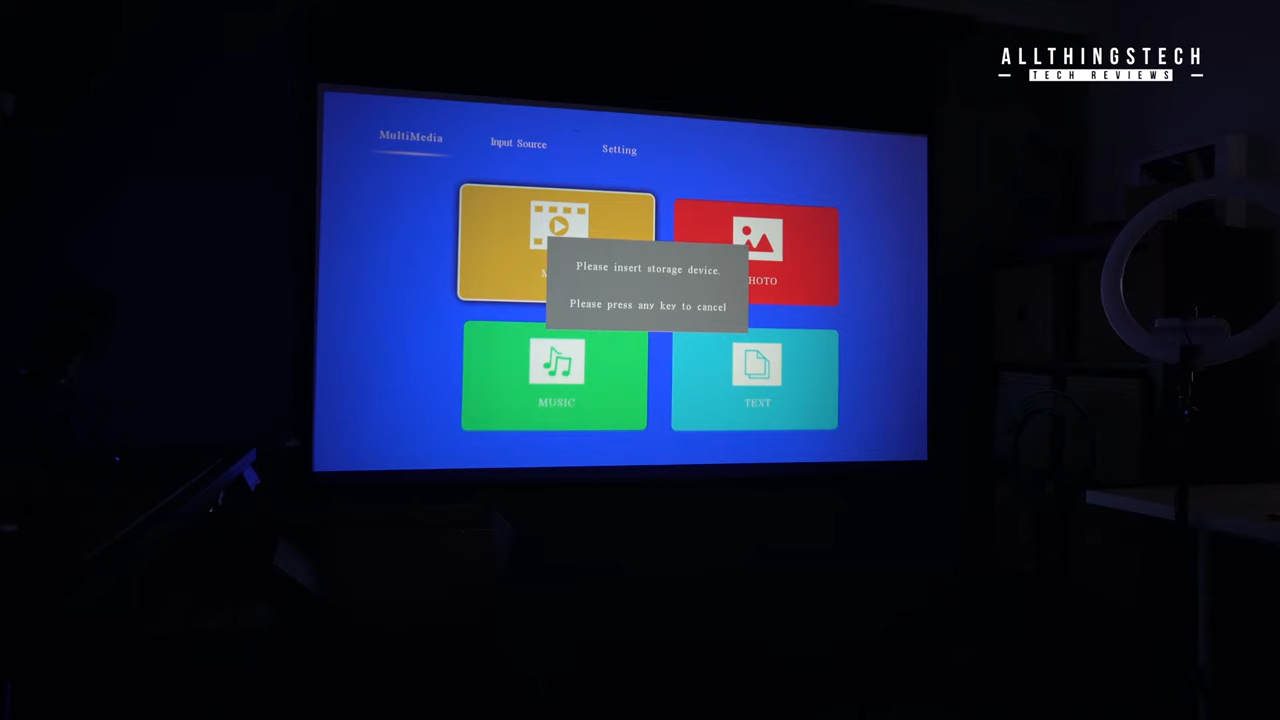 ALLTHINGSTECH
TECH REVIEWS
MultiMedia
Input Source
Setting
Please insert storage device.
Please press any key to cancel
MUSIC
TEXT